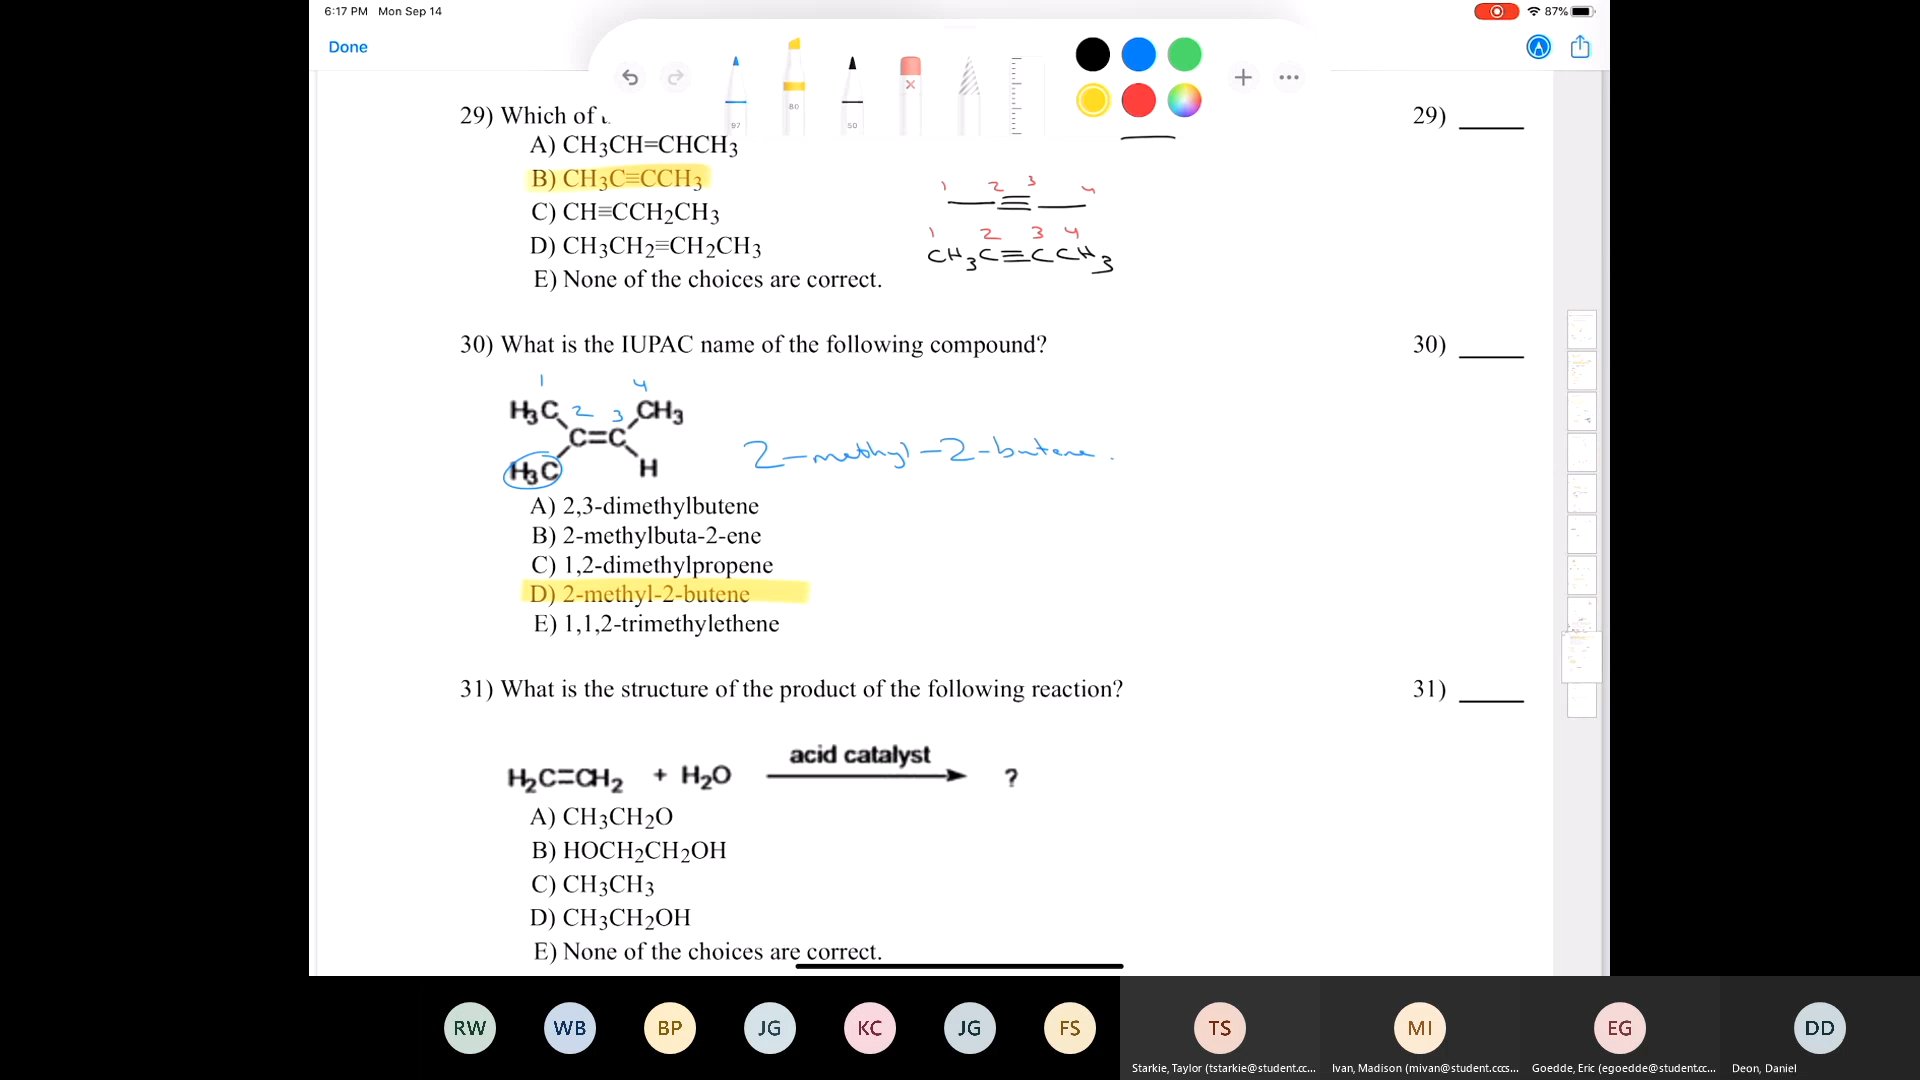 6:17 PM Mon Sep 14
87%
Done
97
80
50
29) Which of
29)
A) CH3CH=CHCH3
B) CH3C≡CCH3
C) CH≡CCH2CH3
D) CH3CH2≡CH2CH3
E) None of the choices are correct.
1 2 3 4
1 2 3 4
CH3C≡CCH3
30) What is the IUPAC name of the following compound?
30)
1 4
H3C 2 3 CH3
C=C
H3C H
2-methyl-2-butene.
A) 2,3-dimethylbutene
B) 2-methylbuta-2-ene
C) 1,2-dimethylpropene
D) 2-methyl-2-butene
E) 1,1,2-trimethylethene
31) What is the structure of the product of the following reaction?
31)
acid catalyst
H2C=CH2 + H2O ?
A) CH3CH2O
B) HOCH2CH2OH
C) CH3CH3
D) CH3CH2OH
E) None of the choices are correct.
RW WB BP JG KC JG FS TS MI EG DD
Starkie, Taylor (tstarkie@student.cc... Ivan, Madison (mivan@student.cccs... Goedde, Eric (egoedde@student.cc... Deon, Daniel